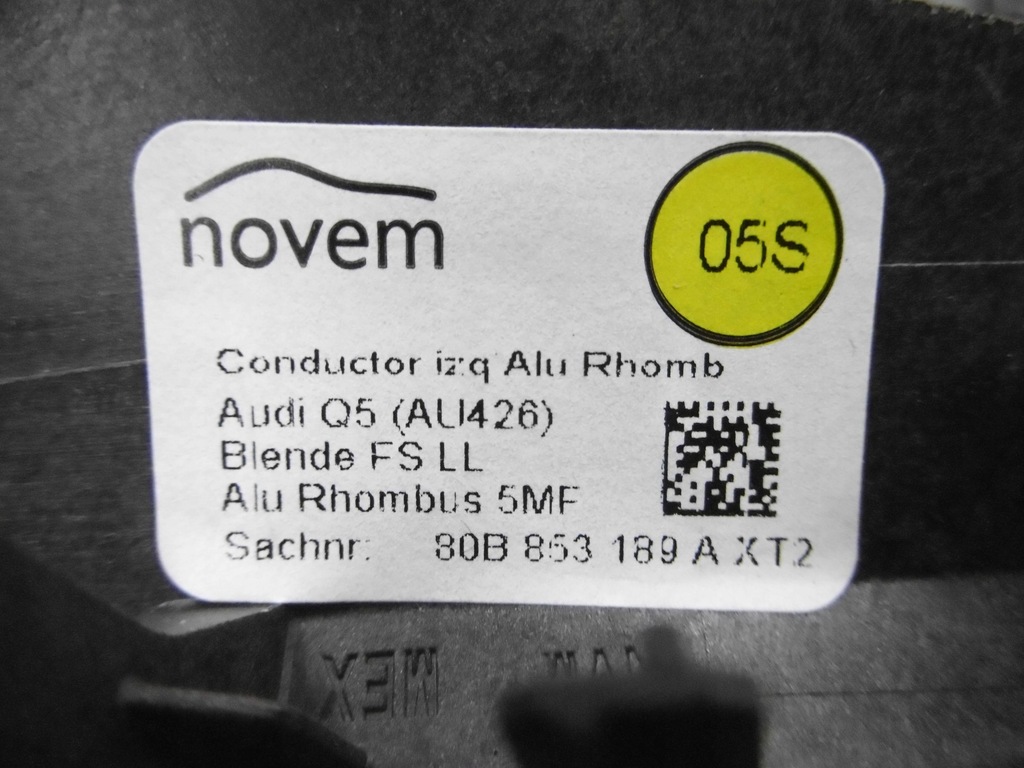 novem
05S
Conductor izq Alu Rhomb
Audi Q5 (AU426)
Blende FS LL
Alu Rhombus 5MF
Sachnr: 80B 853 189 A XT2
MEX